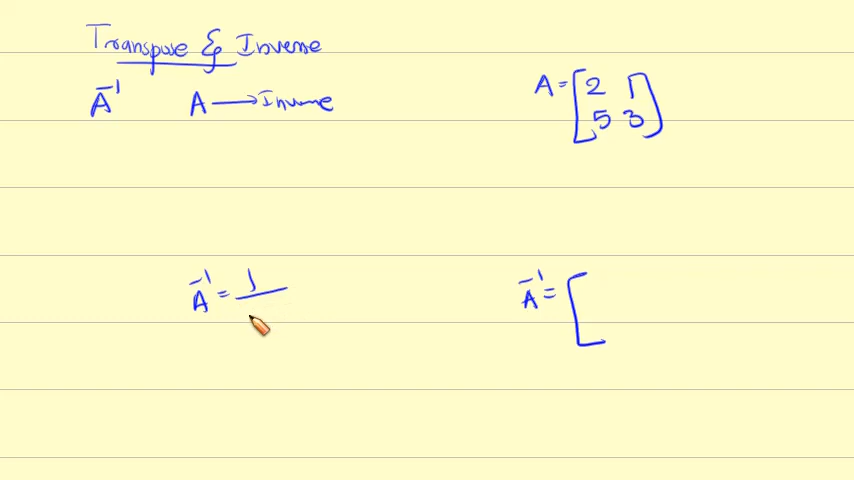 Transpose & Inverse
A⁻¹ A → Inverse
A = [2 1
5 3]
A⁻¹ = 1/
A⁻¹ = [